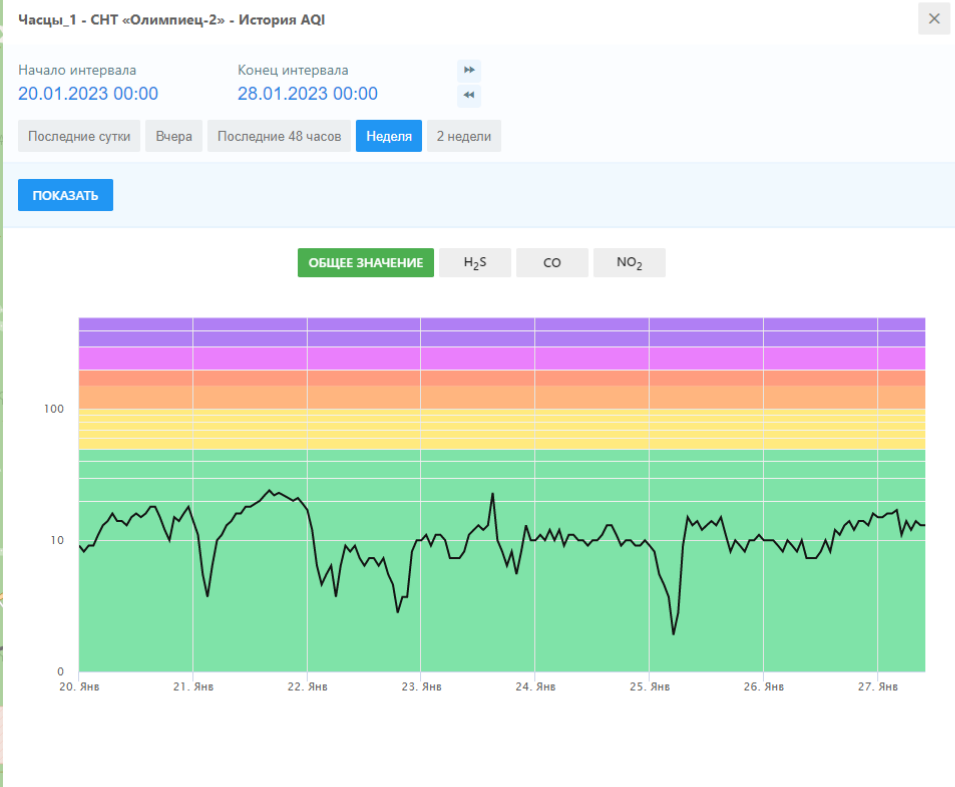 Часцы_1 - СНТ «Олимпиец-2» - История AQI
Начало интервала
Конец интервала
20.01.2023 00:00
28.01.2023 00:00
Последние сутки
Вчера
Последние 48 часов
Неделя
2 недели
ПОКАЗАТЬ
ОБЩЕЕ ЗНАЧЕНИЕ
H₂S
CO
NO₂
100
10
0
20. Янв
21. Янв
22. Янв
23. Янв
24. Янв
25. Янв
26. Янв
27. Янв